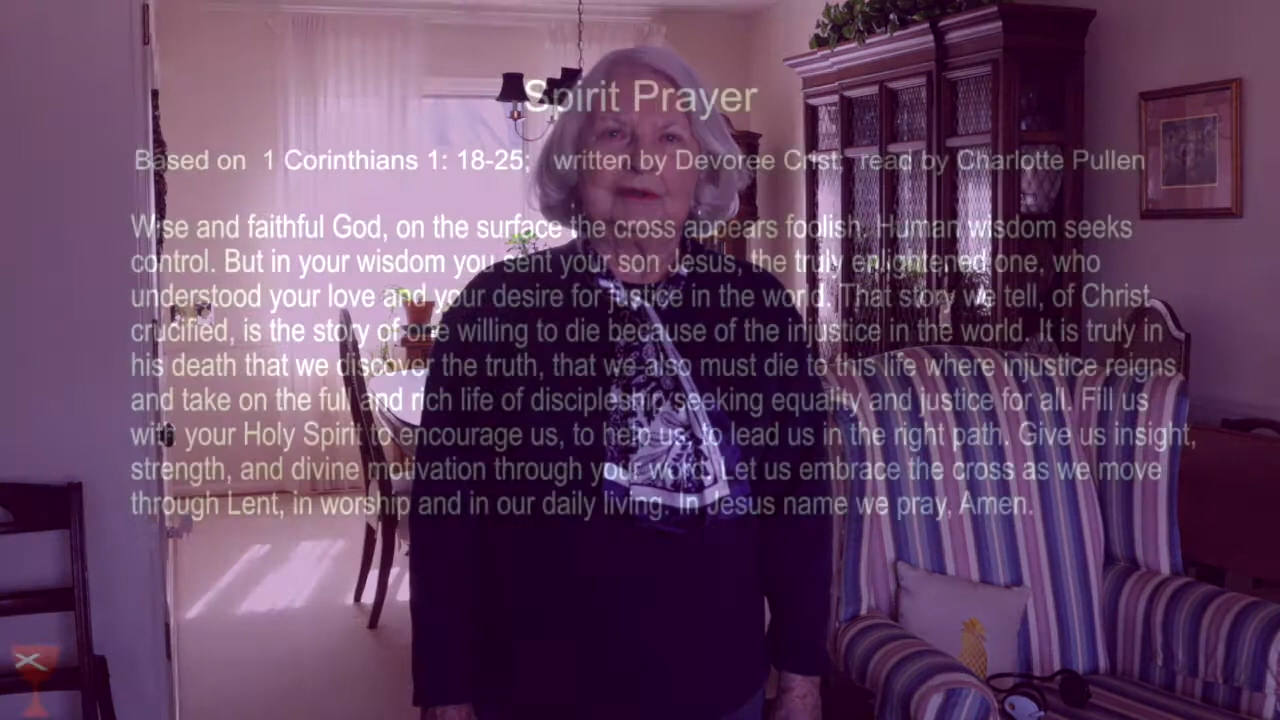 Spirit Prayer
Based on 1 Corinthians 1: 18-25; written by Devoree Crist; read by Charlotte Pullen
Wise and faithful God, on the surface the cross appears foolish. Human wisdom seeks
control. But in your wisdom you sent your son Jesus, the truly enlightened one, who
understood your love and your desire for justice in the world. That story we tell, of Christ
crucified, is the story of one willing to die because of the injustice in the world. It is truly in
his death that we discover the truth, that we also must die to this life where injustice reigns
and take on the full and rich life of discipleship seeking equality and justice for all. Fill us
with your Holy Spirit to encourage us, to help us, to lead us in the right path. Give us insight,
strength, and divine motivation through your word. Let us embrace the cross as we move
through Lent, in worship and in our daily living. In Jesus name we pray, Amen.